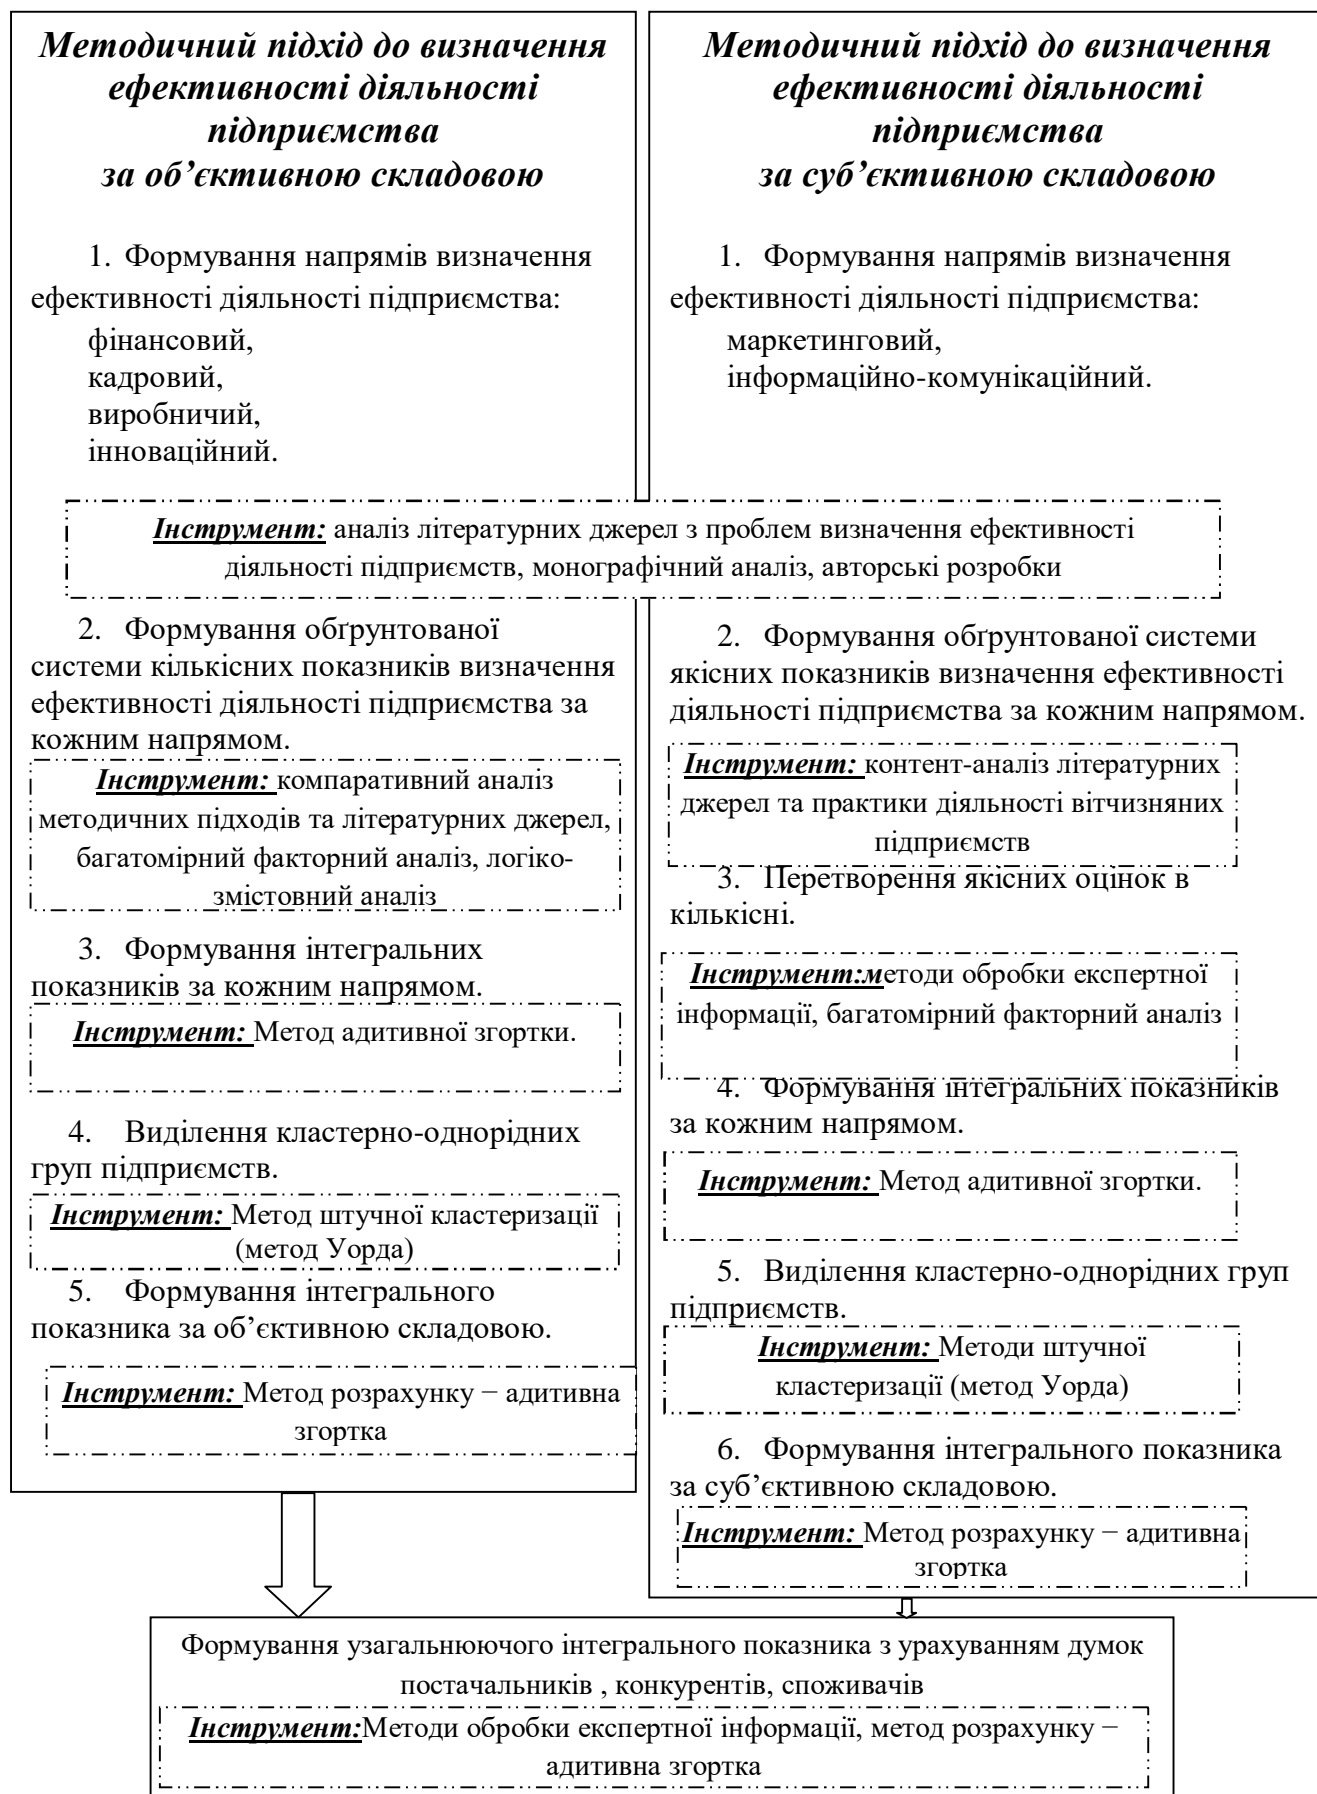 Методичний підхід до визначення
ефективності діяльності
підприємства
за об’єктивною складовою
1. Формування напрямів визначення
ефективності діяльності підприємства:
фінансовий,
кадровий,
виробничий,
інноваційний.
Методичний підхід до визначення
ефективності діяльності
підприємства
за суб’єктивною складовою
1. Формування напрямів визначення
ефективності діяльності підприємства:
маркетинговий,
інформаційно-комунікаційний.
Інструмент: аналіз літературних джерел з проблем визначення ефективності
діяльності підприємств, монографічний аналіз, авторські розробки
2. Формування обґрунтованої
системи кількісних показників визначення
ефективності діяльності підприємства за
кожним напрямом.
Інструмент: компаративний аналіз
методичних підходів та літературних джерел,
багатомірний факторний аналіз, логіко-
змістовний аналіз
3. Формування інтегральних
показників за кожним напрямом.
Інструмент: Метод адитивної згортки.
4. Виділення кластерно-однорідних
груп підприємств.
Інструмент: Метод штучної кластеризації
(метод Уорда)
5. Формування інтегрального
показника за об’єктивною складовою.
Інструмент: Метод розрахунку − адитивна
згортка
2. Формування обґрунтованої системи
якісних показників визначення ефективності
діяльності підприємства за кожним напрямом.
Інструмент: контент-аналіз літературних
джерел та практики діяльності вітчизняних
підприємств
3. Перетворення якісних оцінок в
кількісні.
Інструмент:методи обробки експертної
інформації, багатомірний факторний аналіз
4. Формування інтегральних показників
за кожним напрямом.
Інструмент: Метод адитивної згортки.
5. Виділення кластерно-однорідних груп
підприємств.
Інструмент: Методи штучної
кластеризації (метод Уорда)
6. Формування інтегрального показника
за суб’єктивною складовою.
Інструмент: Метод розрахунку − адитивна
згортка
Формування узагальнюючого інтегрального показника з урахуванням думок
постачальників , конкурентів, споживачів
Інструмент:Методи обробки експертної інформації, метод розрахунку −
адитивна згортка